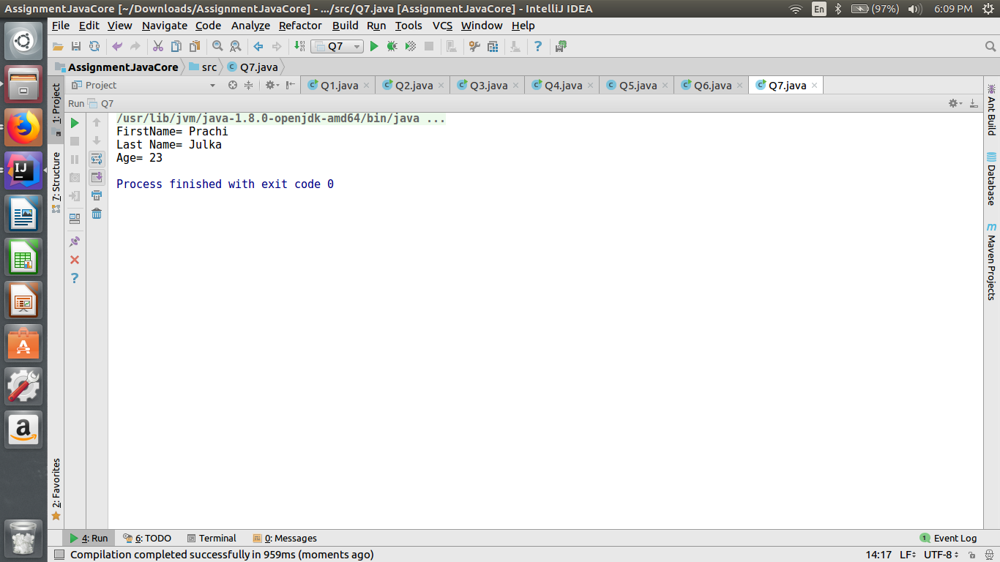 AssignmentJavaCore [~/Downloads/AssignmentJavaCore] - .../src/Q7.java [AssignmentJavaCore] - IntelliJ IDEA
En
(97%)
6:09 PM
File Edit View Navigate Code Analyze Refactor Build Run Tools VCS Window Help
Q7
AssignmentJavaCore
src
Q7.java
Project
Q1.java
Q2.java
Q3.java
Q4.java
Q5.java
Q6.java
Q7.java
Run
Q7
/usr/lib/jvm/java-1.8.0-openjdk-amd64/bin/java ...
FirstName= Prachi
Last Name= Julka
Age= 23
Process finished with exit code 0
1: Project
7: Structure
2: Favorites
IJ
Ant Build
Database
Maven Projects
4: Run
6: TODO
Terminal
0: Messages
1 Event Log
Compilation completed successfully in 959ms (moments ago)
14:17
LF
UTF-8